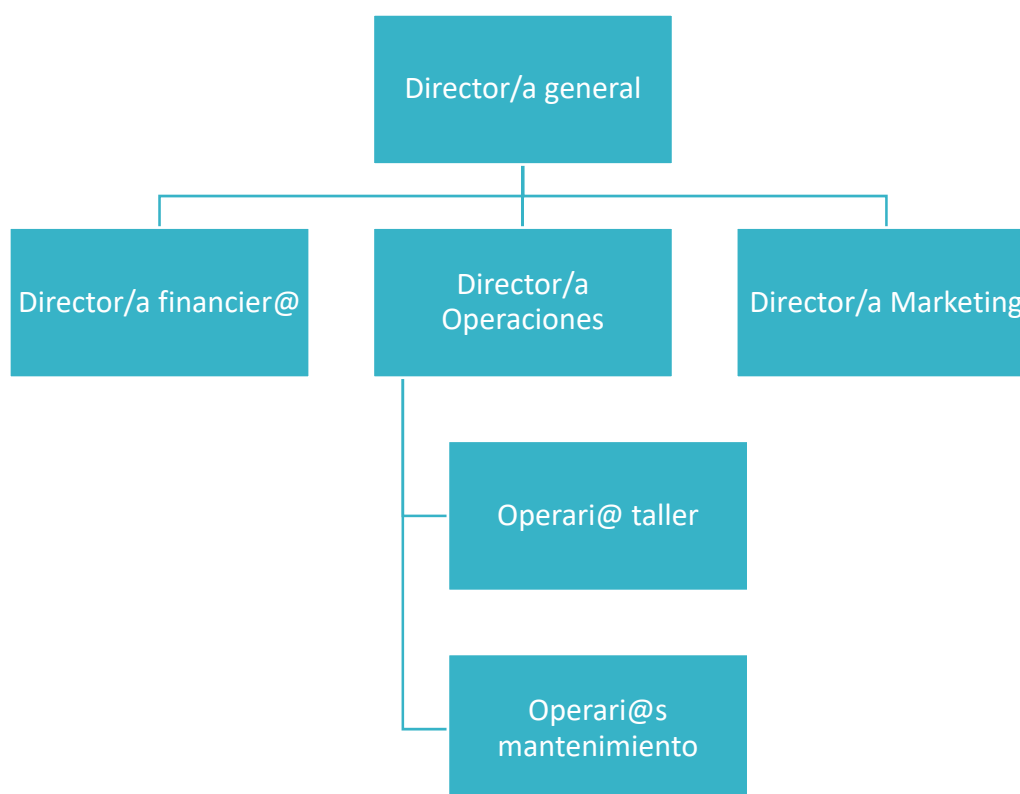 Director/a general
Director/a financier@
Director/a
Operaciones
Director/a Marketing
Operari@ taller
Operari@s
mantenimiento